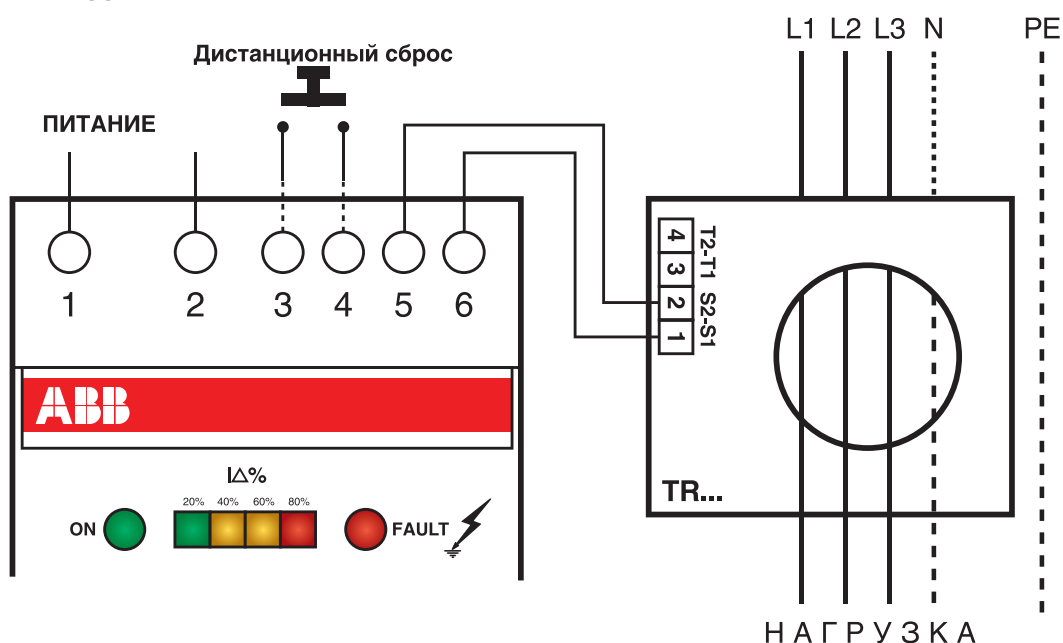 L1 L2 L3 N PE
Дистанционный сброс
ПИТАНИЕ
1 2 3 4 5 6
4 3 2 1
T2-T1
S2-S1
ABB
I△%
20% 40% 60% 80%
ON
FAULT
TR...
НАГРУЗКА